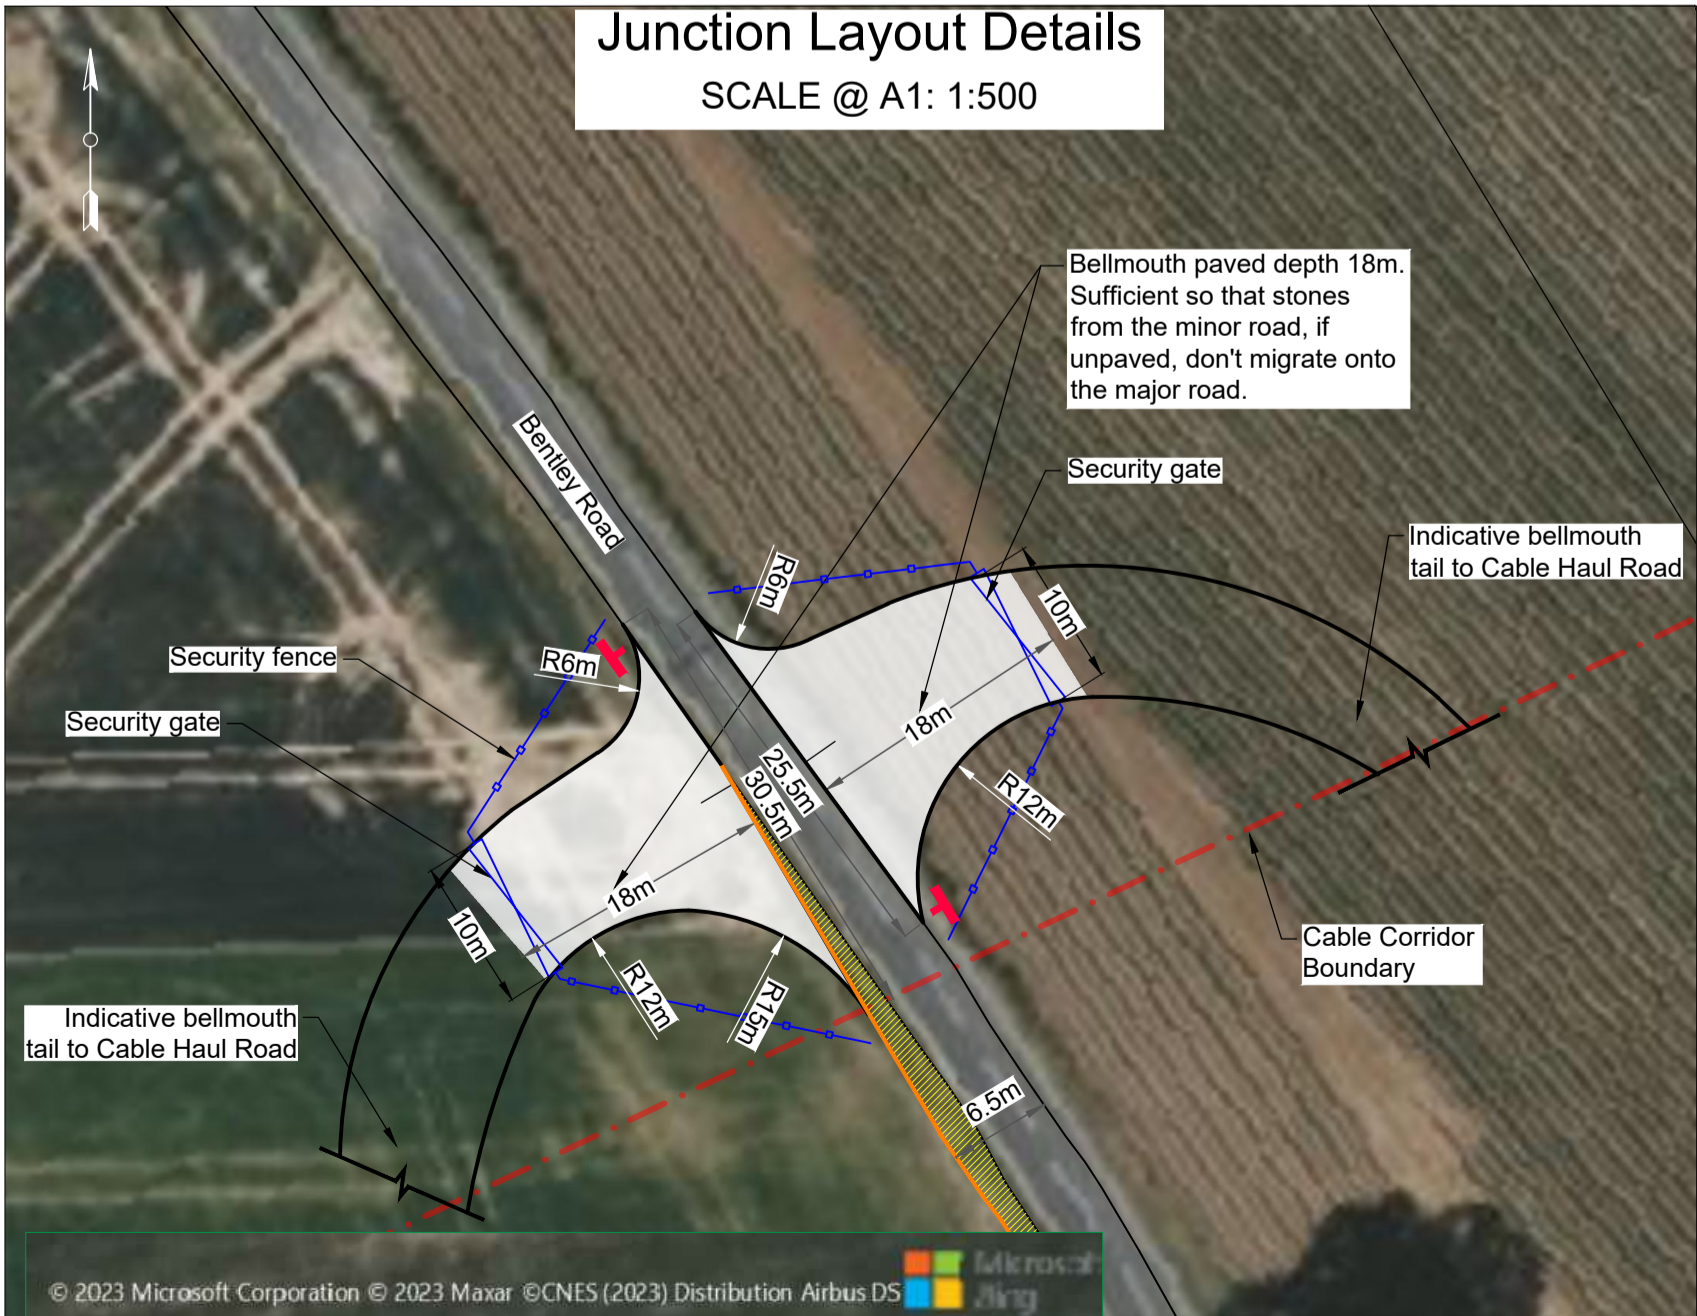 Junction Layout Details
SCALE @ A1: 1:500
Bellmouth paved depth 18m.
Sufficient so that stones
from the minor road, if
unpaved, don't migrate onto
the major road.
Bentley Road
Security gate
Indicative bellmouth
tail to Cable Haul Road
R6m
10m
Security fence
R6m
Security gate
18m
25.5m
30.5m
R12m
18m
10m
R12m
R15m
Cable Corridor
Boundary
Indicative bellmouth
tail to Cable Haul Road
6.5m
© 2023 Microsoft Corporation © 2023 Maxar ©CNES (2023) Distribution Airbus DS
Microsoft
Bing